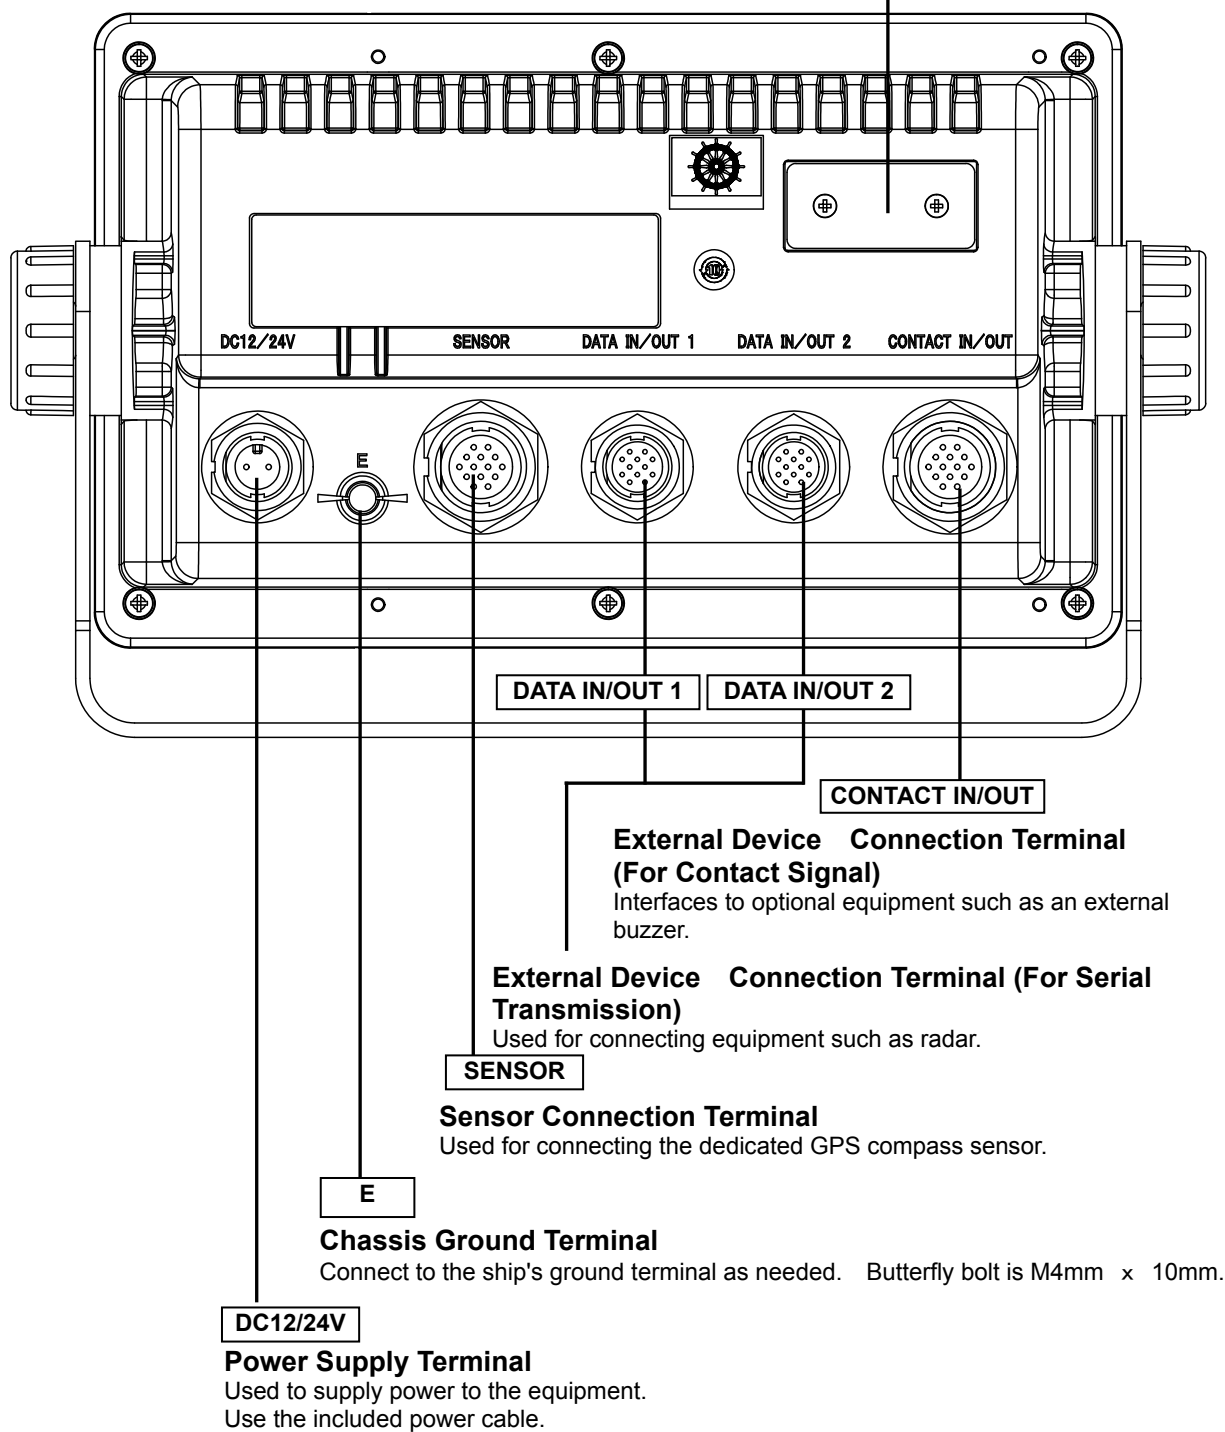 DC12/24V SENSOR DATA IN/OUT 1 DATA IN/OUT 2 CONTACT IN/OUT
E
DATA IN/OUT 1 DATA IN/OUT 2
CONTACT IN/OUT
External Device Connection Terminal
(For Contact Signal)
Interfaces to optional equipment such as an external
buzzer.
External Device Connection Terminal (For Serial
Transmission)
Used for connecting equipment such as radar.
SENSOR
Sensor Connection Terminal
Used for connecting the dedicated GPS compass sensor.
E
Chassis Ground Terminal
Connect to the ship's ground terminal as needed. Butterfly bolt is M4mm x 10mm.
DC12/24V
Power Supply Terminal
Used to supply power to the equipment.
Use the included power cable.